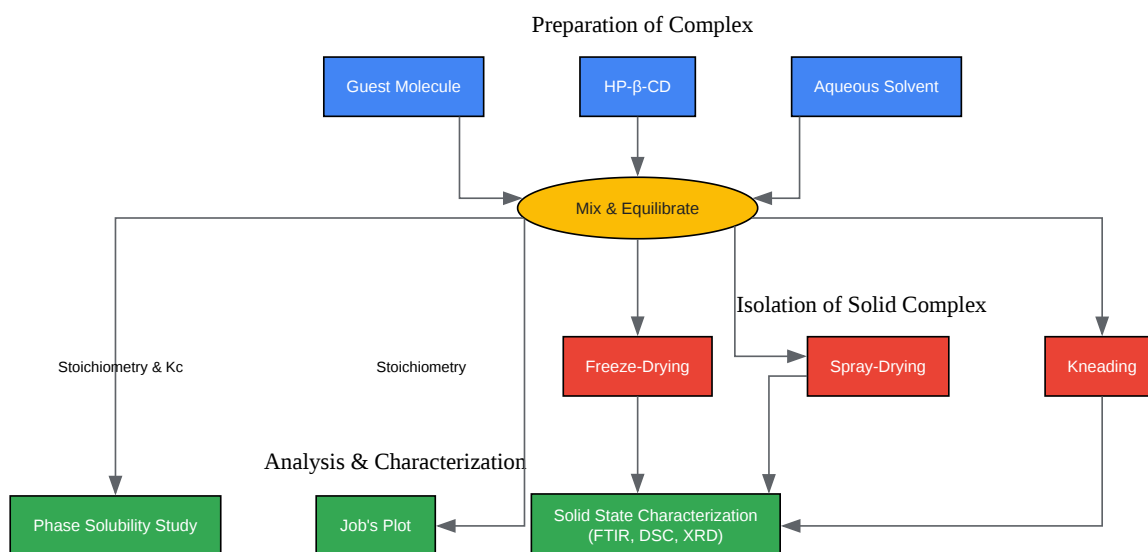 Preparation of Complex
Guest Molecule
HP-β-CD
Aqueous Solvent
Mix & Equilibrate
Isolation of Solid Complex
Stoichiometry & Kc
Stoichiometry
Freeze-Drying
Spray-Drying
Kneading
Analysis & Characterization
Phase Solubility Study
Job's Plot
Solid State Characterization
(FTIR, DSC, XRD)